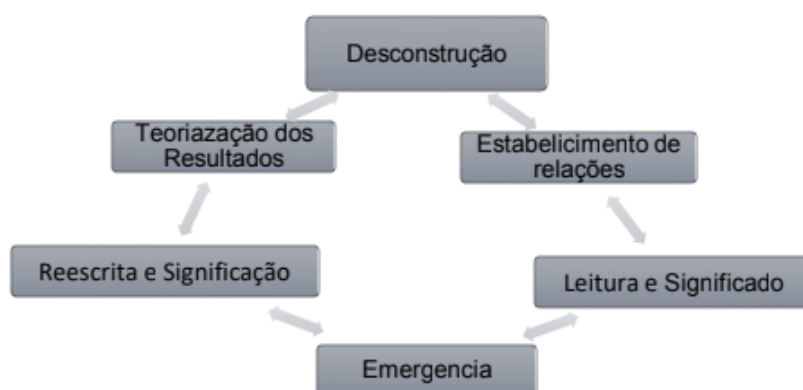 Desconstrução
Teoriazação dos
Resultados
Estabelicimento de
relações
Reescrita e Significação
Leitura e Significado
Emergencia